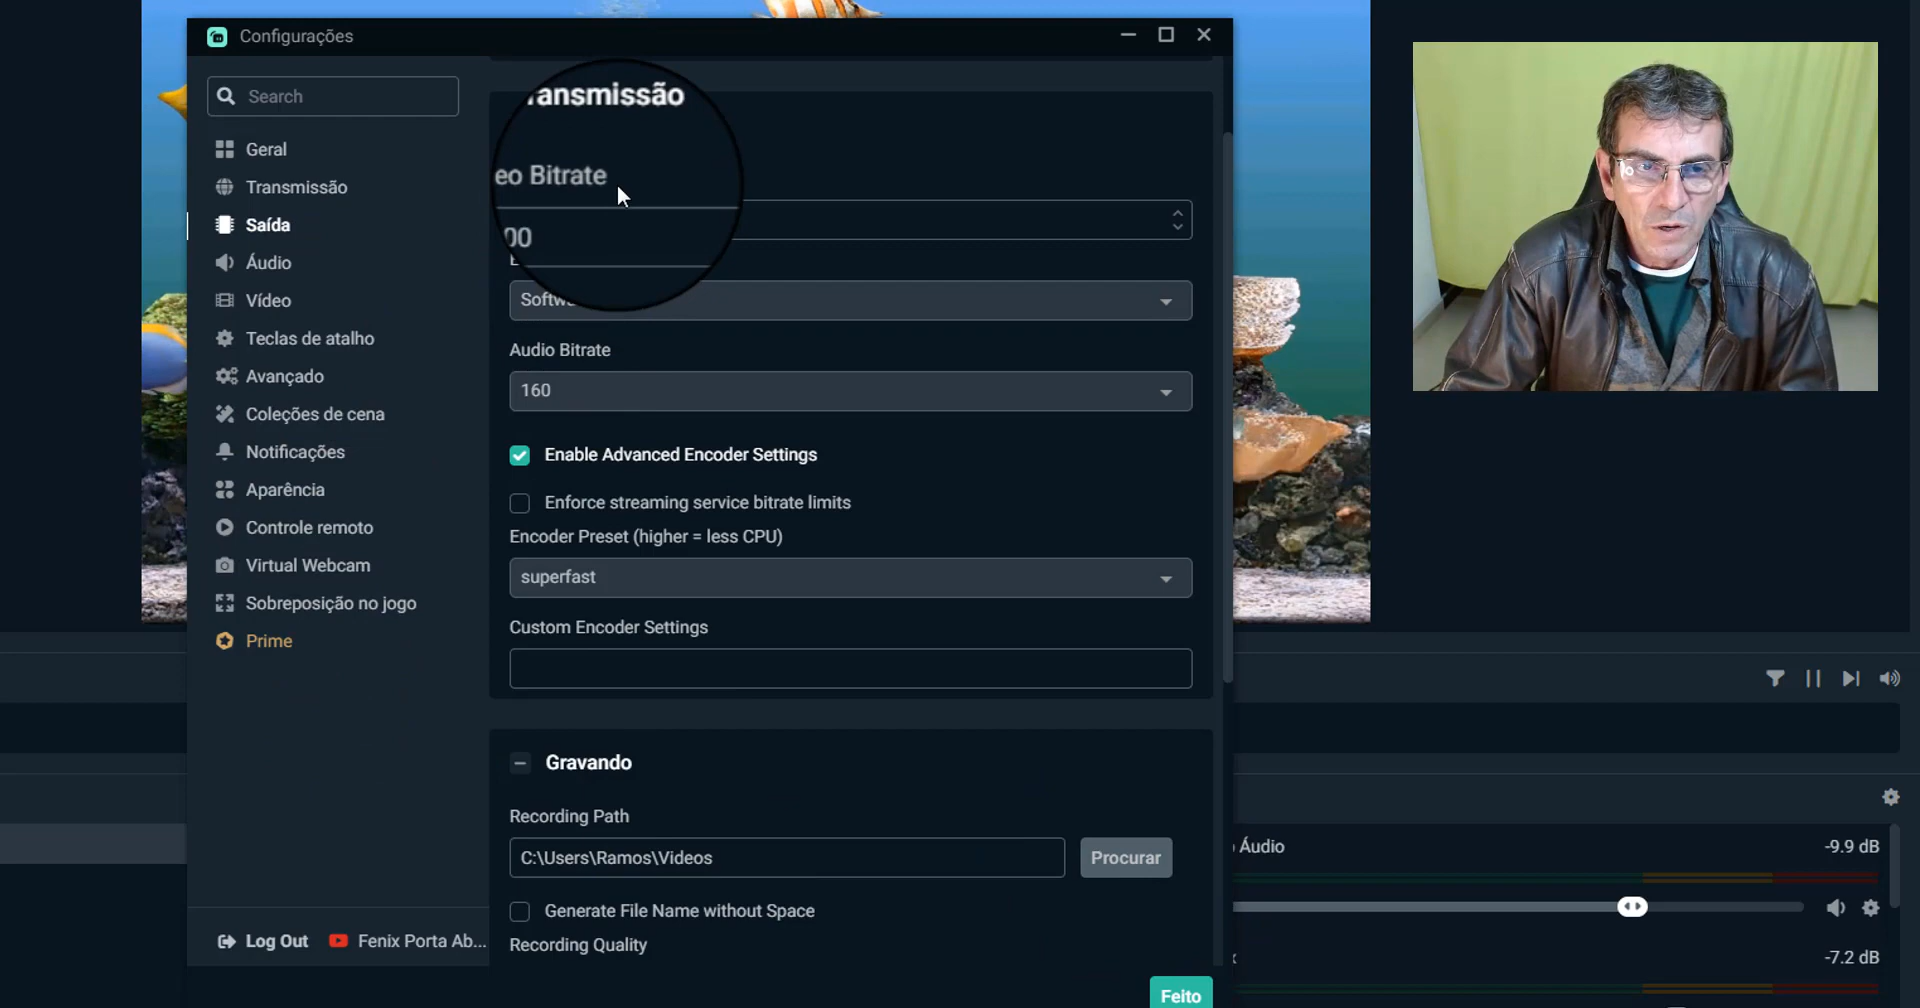 Configurações
Search
Geral
Transmissão
Saída
Áudio
Vídeo
Teclas de atalho
Avançado
Coleções de cena
Notificações
Aparência
Controle remoto
Virtual Webcam
Sobreposição no jogo
Prime
Log Out
Fenix Porta Ab...
ansmissão
eo Bitrate
00
Softw
Audio Bitrate
160
Enable Advanced Encoder Settings
Enforce streaming service bitrate limits
Encoder Preset (higher = less CPU)
superfast
Custom Encoder Settings
Gravando
Recording Path
C:\Users\Ramos\Videos
Procurar
Generate File Name without Space
Recording Quality
Feito
Áudio
-9.9 dB
-7.2 dB